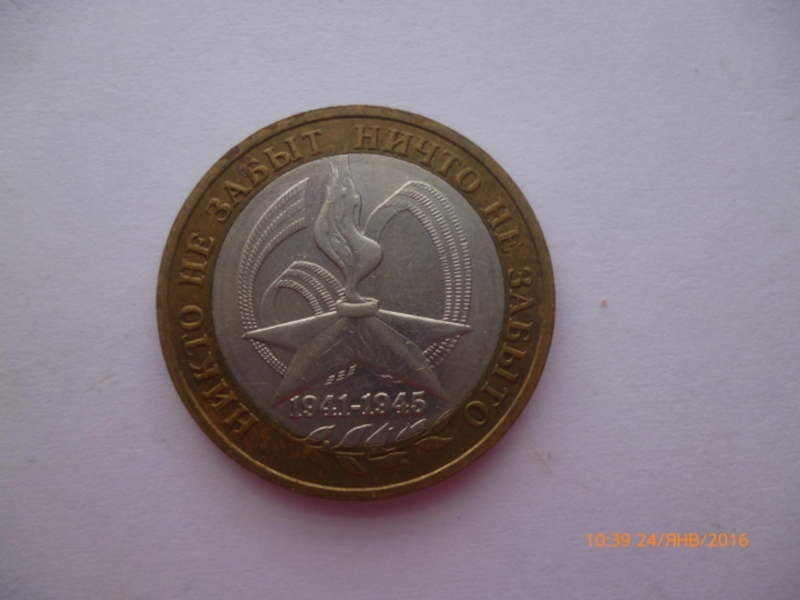 НИКТО НЕ ЗАБЫТ НИЧТО НЕ ЗАБЫТО
1941-1945
10:39 24/ЯНВ/2016